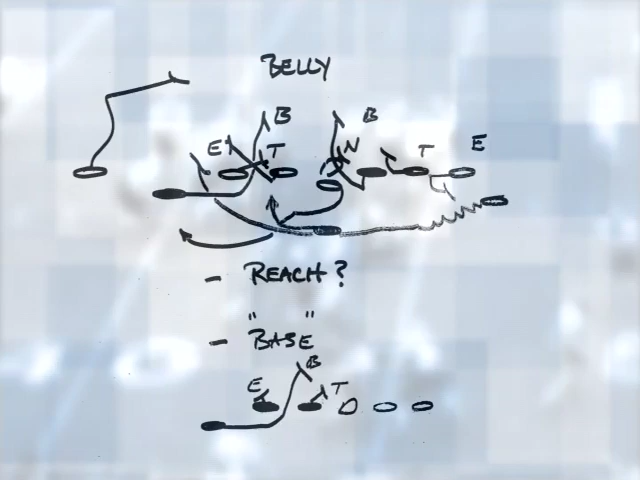 BELLY
B B
E T N T E
- REACH?
" "
- BASE
B
E T